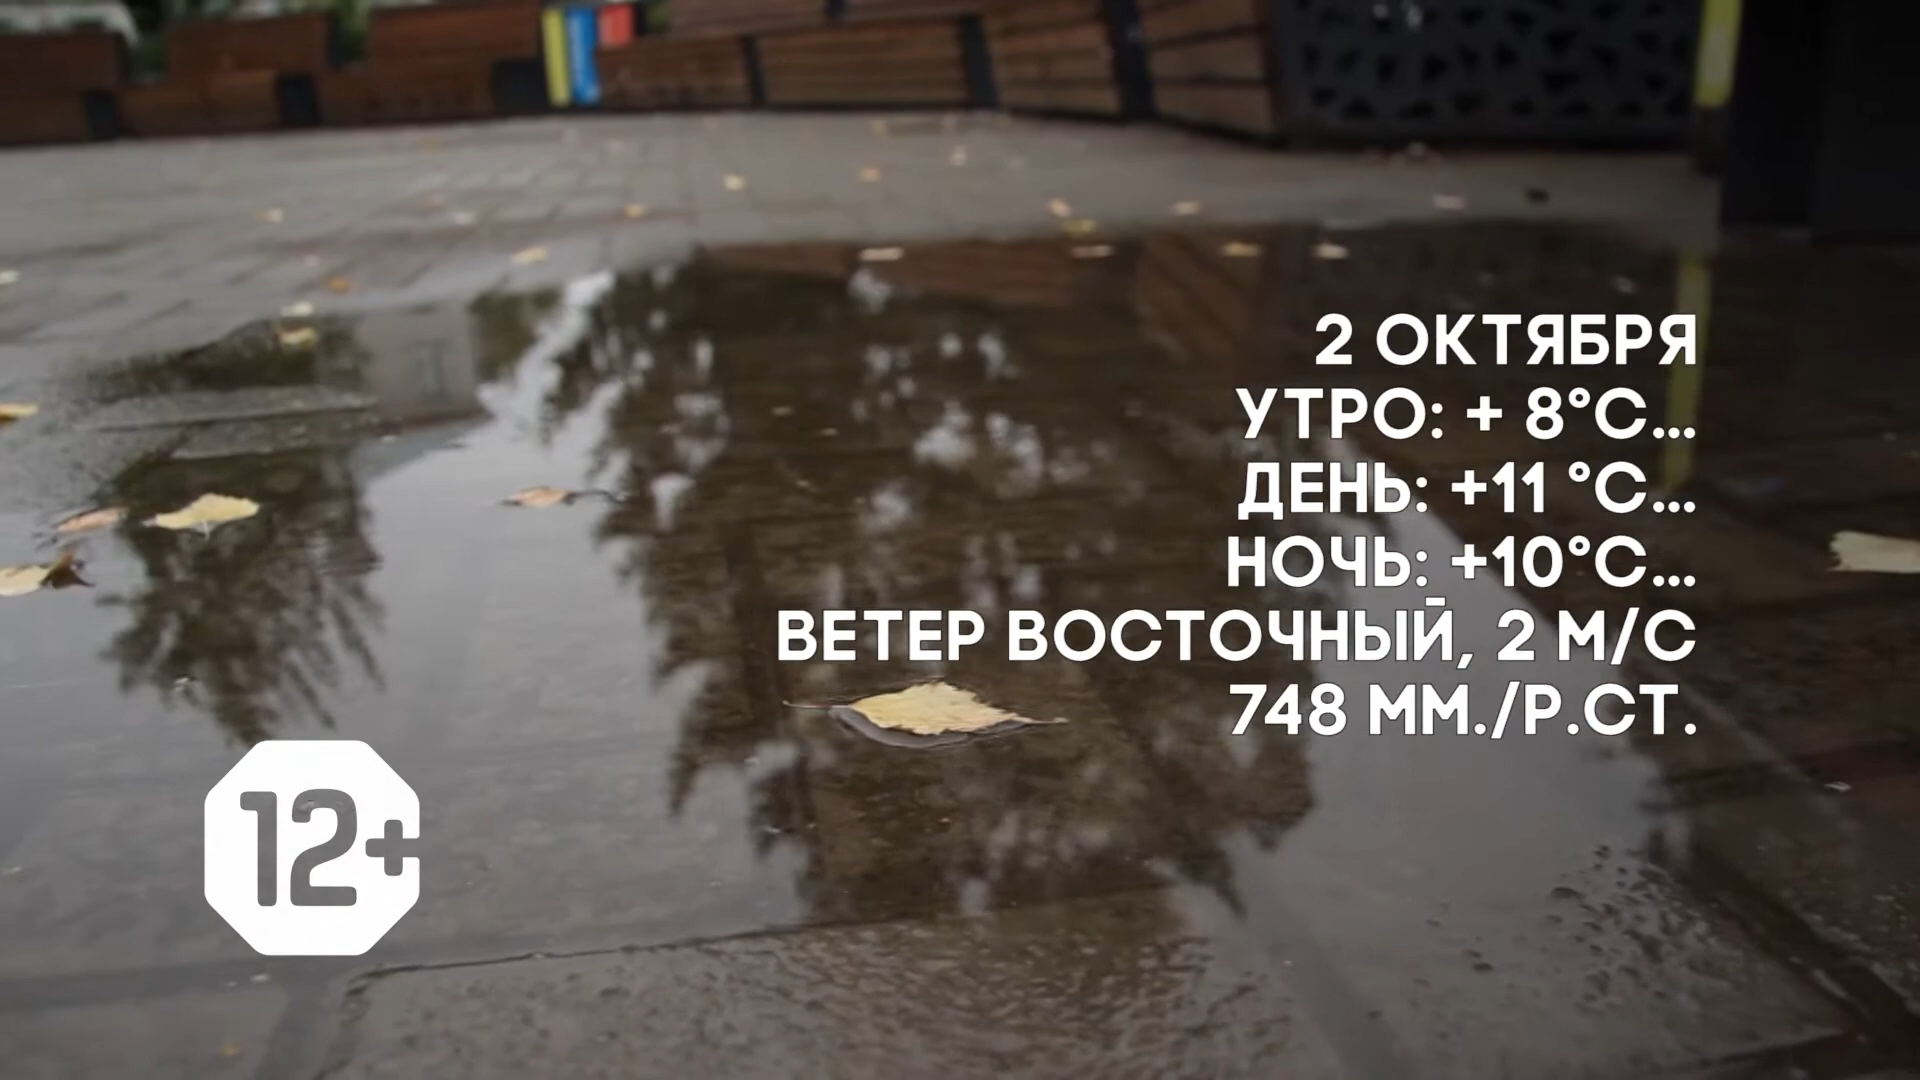 2 ОКТЯБРЯ
УТРО: + 8°С...
ДЕНЬ: +11 °С...
НОЧЬ: +10°С...
ВЕТЕР ВОСТОЧНЫЙ, 2 М/С
748 ММ./Р.СТ.
12+